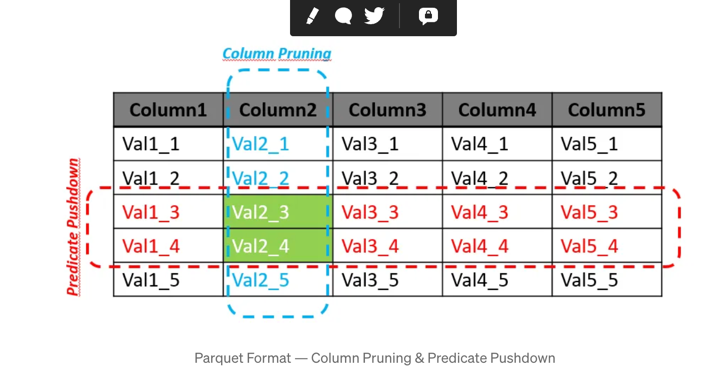 Column Pruning
Column1 Column2 Column3 Column4 Column5
Val1_1 Val2_1 Val3_1 Val4_1 Val5_1
Val1_2 Val2_2 Val3_2 Val4_2 Val5_2
Val1_3 Val2_3 Val3_3 Val4_3 Val5_3
Val1_4 Val2_4 Val3_4 Val4_4 Val5_4
Val1_5 Val2_5 Val3_5 Val4_5 Val5_5
Predicate Pushdown
Parquet Format — Column Pruning & Predicate Pushdown